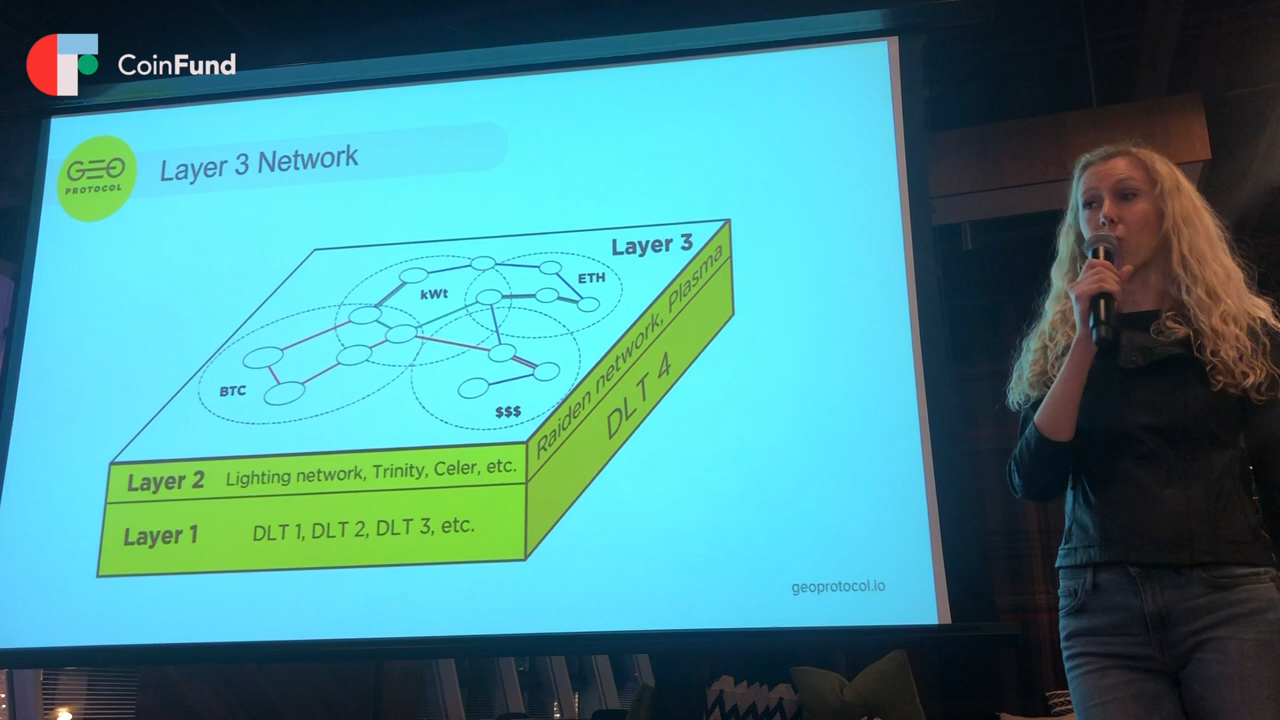 CoinFund
GEO
PROTOCOL
Layer 3 Network
Layer 3
ETH
kWt
BTC
$$$
Raiden network, Plasma
DLT 4
Layer 2 Lighting network, Trinity, Celer, etc.
Layer 1 DLT 1, DLT 2, DLT 3, etc.
geoprotocol.io